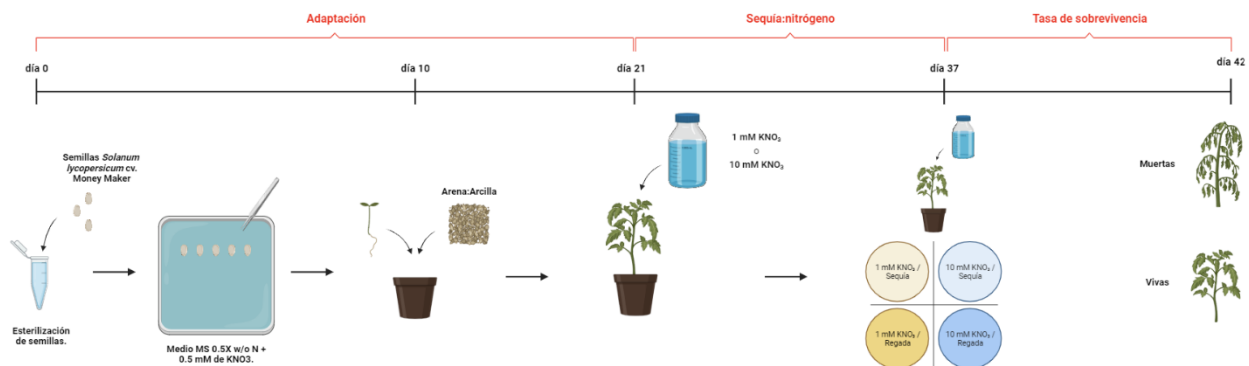 Adaptación
Sequía:nitrógeno
Tasa de sobrevivencia
día 0
día 10
día 21
día 37
día 42
Semillas Solanum
lycopersicum cv.
Money Maker
Esterilización
de semillas.
Medio MS 0.5X w/o N +
0.5 mM de KNO3.
Arena:Arcilla
1 mM KNO₃
o
10 mM KNO₃
1 mM KNO₃ /
Sequía
10 mM KNO₃ /
Sequía
1 mM KNO₃ /
Regada
10 mM KNO₃ /
Regada
Muertas
Vivas